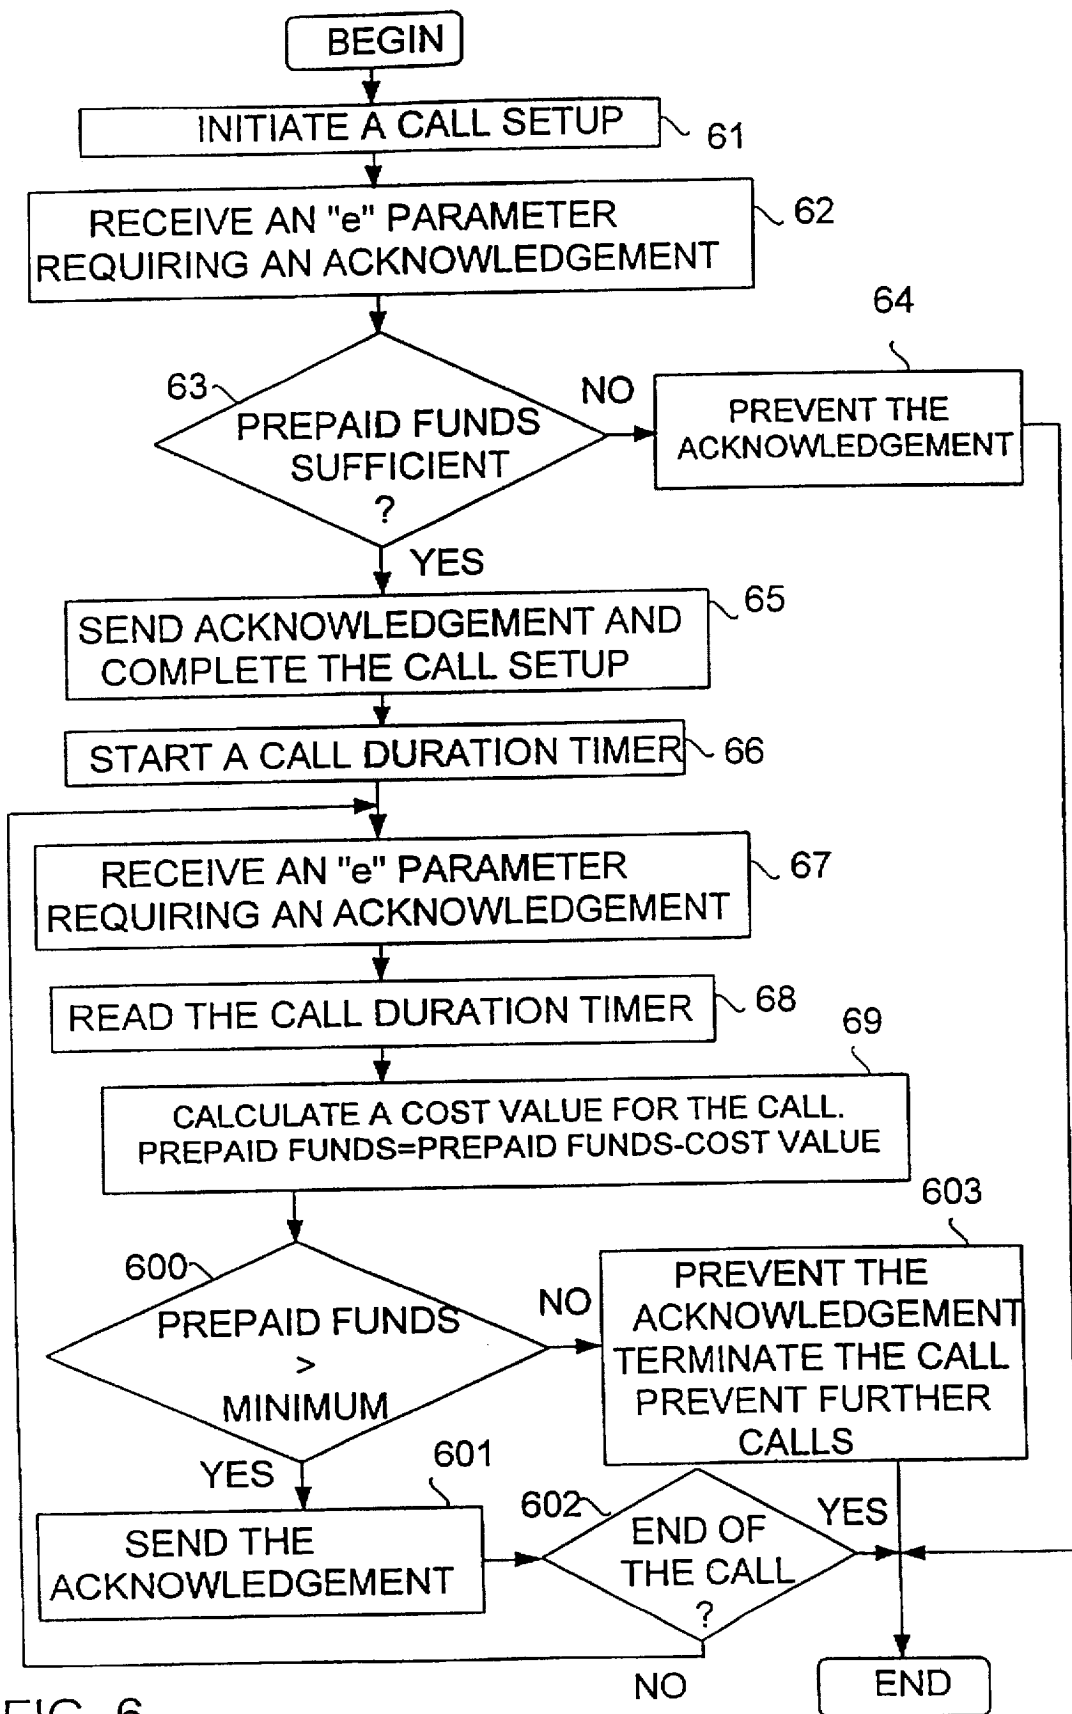 BEGIN
INITIATE A CALL SETUP
61
RECEIVE AN "e" PARAMETER
REQUIRING AN ACKNOWLEDGEMENT
62
63
PREPAID FUNDS
SUFFICIENT
?
NO
64
PREVENT THE
ACKNOWLEDGEMENT
YES
SEND ACKNOWLEDGEMENT AND
COMPLETE THE CALL SETUP
65
START A CALL DURATION TIMER
66
RECEIVE AN "e" PARAMETER
REQUIRING AN ACKNOWLEDGEMENT
67
READ THE CALL DURATION TIMER
68
69
CALCULATE A COST VALUE FOR THE CALL.
PREPAID FUNDS=PREPAID FUNDS-COST VALUE
600
PREPAID FUNDS
>
MINIMUM
NO
603
PREVENT THE
ACKNOWLEDGEMENT
TERMINATE THE CALL
PREVENT FURTHER
CALLS
YES
601
SEND THE
ACKNOWLEDGEMENT
602
END OF
THE CALL
?
YES
NO
END
FIG. 6